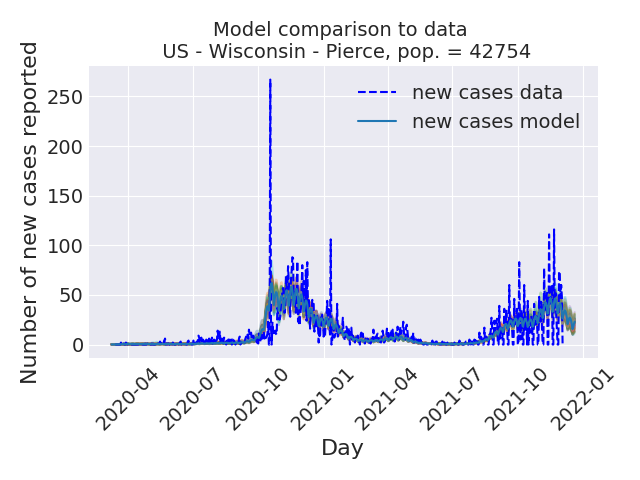 Model comparison to data
US - Wisconsin - Pierce, pop. = 42754
Number of new cases reported
250
200
150
100
50
0
new cases data
new cases model
2020-04
2020-07
2020-10
2021-01
2021-04
2021-07
2021-10
2022-01
Day